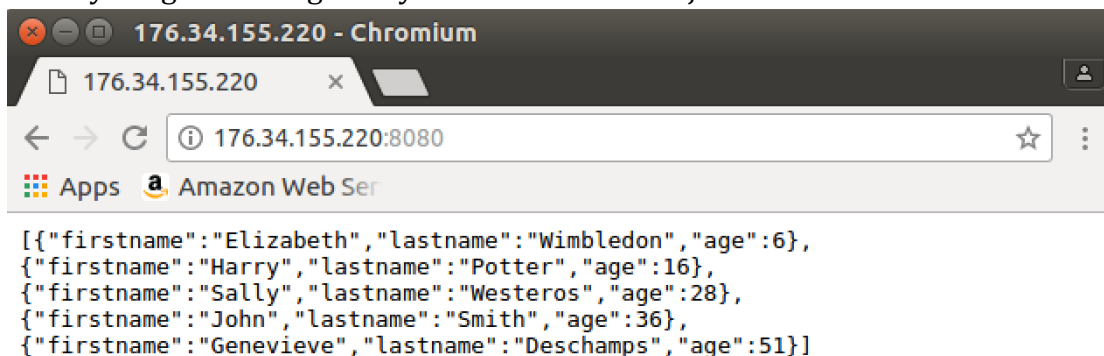 176.34.155.220 - Chromium
176.34.155.220
176.34.155.220:8080
Apps Amazon Web Ser
[{"firstname":"Elizabeth","lastname":"Wimbledon","age":6},
{"firstname":"Harry","lastname":"Potter","age":16},
{"firstname":"Sally","lastname":"Westeros","age":28},
{"firstname":"John","lastname":"Smith","age":36},
{"firstname":"Genevieve","lastname":"Deschamps","age":51}]